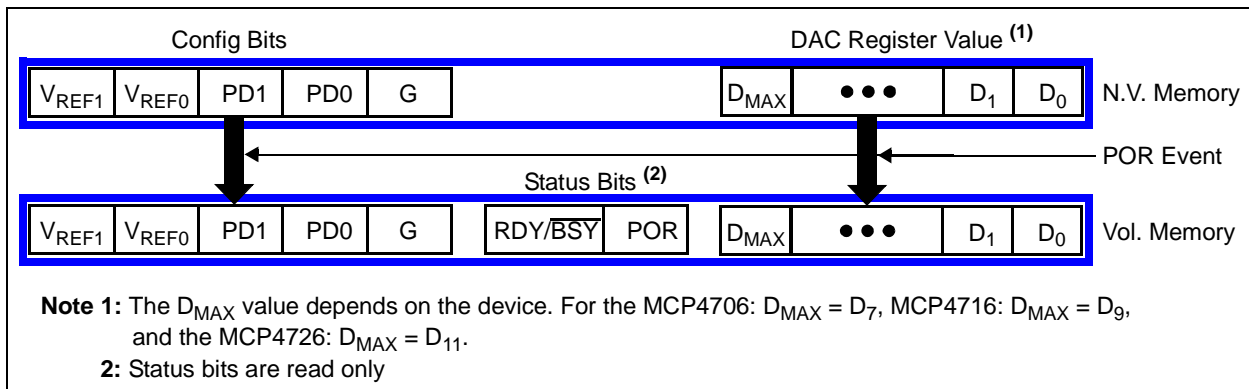 Config Bits DAC Register Value (1)
VREF1 VREF0 PD1 PD0 G DMAX ●●● D1 D0 N.V. Memory
POR Event
Status Bits (2)
VREF1 VREF0 PD1 PD0 G RDY/B̅S̅Y̅ POR DMAX ●●● D1 D0 Vol. Memory
Note 1: The DMAX value depends on the device. For the MCP4706: DMAX = D7, MCP4716: DMAX = D9,
and the MCP4726: DMAX = D11.
2: Status bits are read only